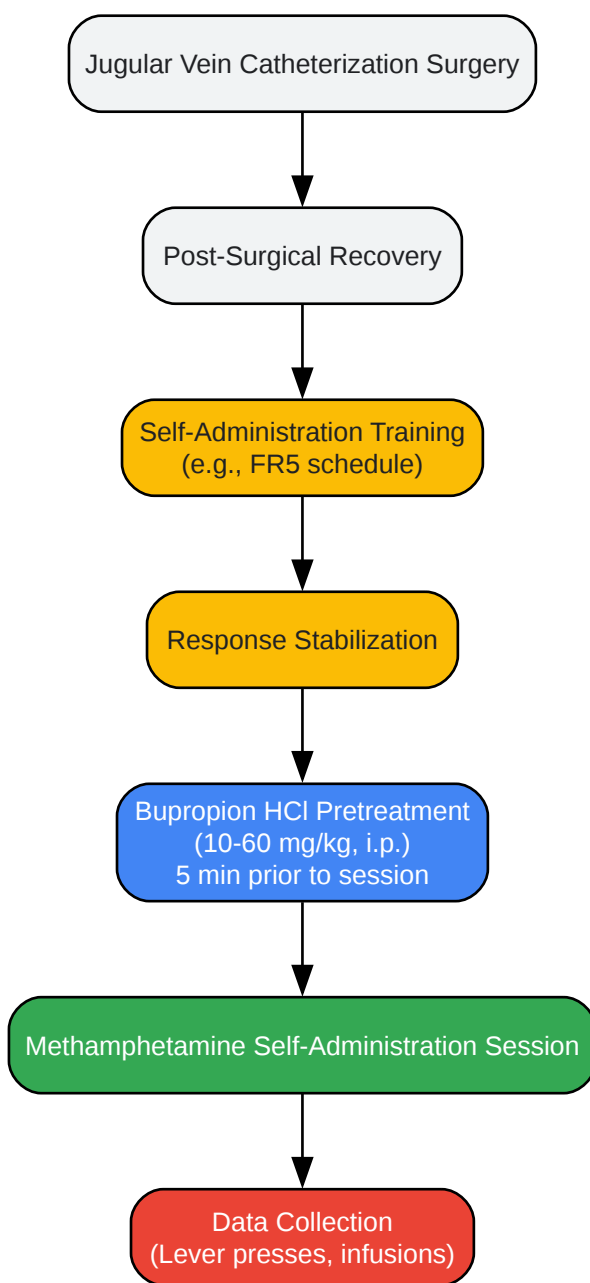 Jugular Vein Catheterization Surgery
Post-Surgical Recovery
Self-Administration Training
(e.g., FR5 schedule)
Response Stabilization
Bupropion HCl Pretreatment
(10-60 mg/kg, i.p.)
5 min prior to session
Methamphetamine Self-Administration Session
Data Collection
(Lever presses, infusions)